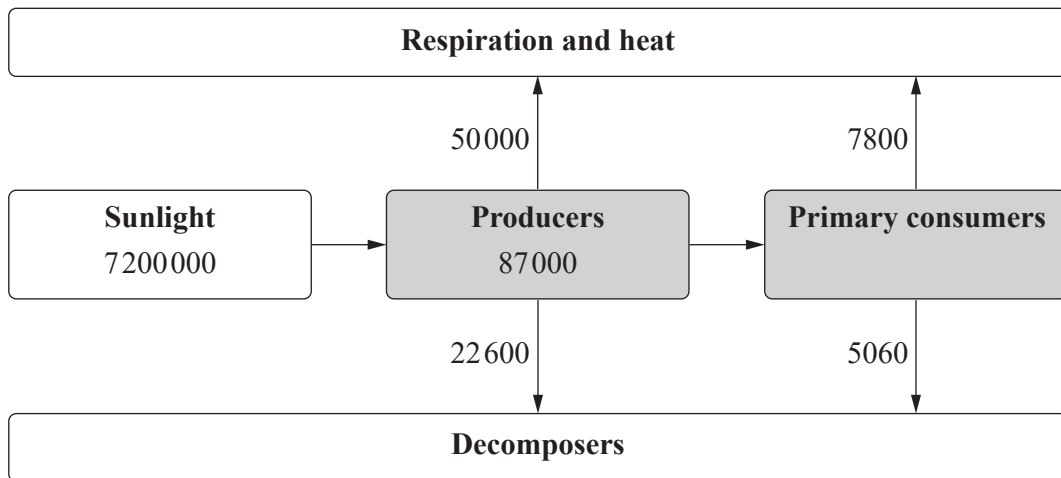 Respiration and heat
50000
7800
Sunlight
7200000
Producers
87000
Primary consumers
22600
5060
Decomposers